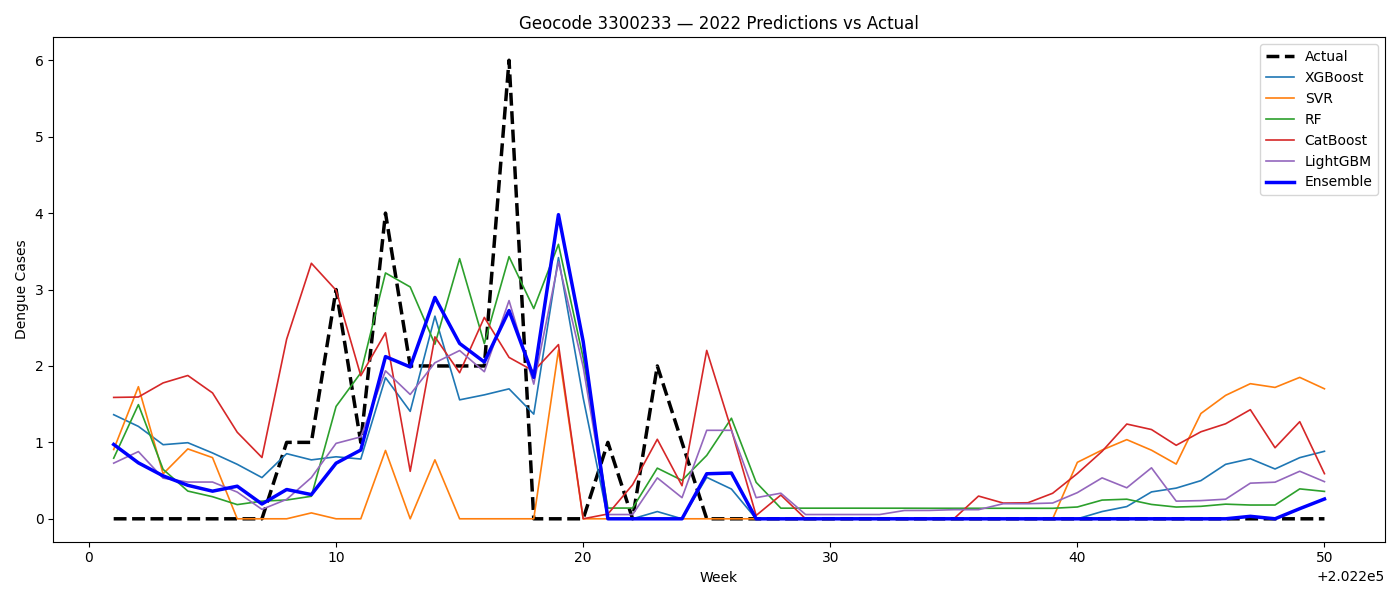 Geocode 3300233 — 2022 Predictions vs Actual
Dengue Cases
6
5
4
3
2
1
0
Actual
XGBoost
SVR
RF
CatBoost
LightGBM
Ensemble
0 10 20 30 40 50
Week
+2.022e5